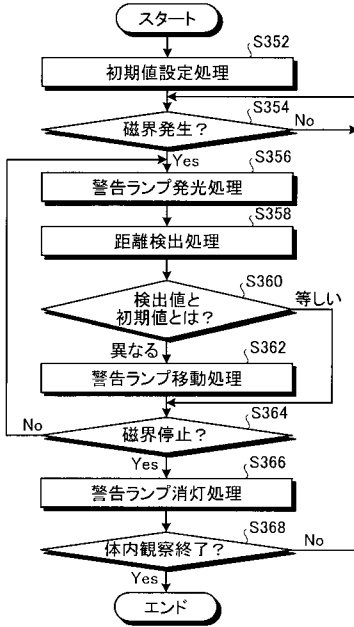 スタート
S352
初期値設定処理
S354
磁界発生？
No
Yes
S356
警告ランプ発光処理
S358
距離検出処理
S360
検出値と
初期値とは？
等しい
異なる
S362
警告ランプ移動処理
S364
磁界停止？
No
Yes
S366
警告ランプ消灯処理
S368
体内観察終了？
No
Yes
エンド